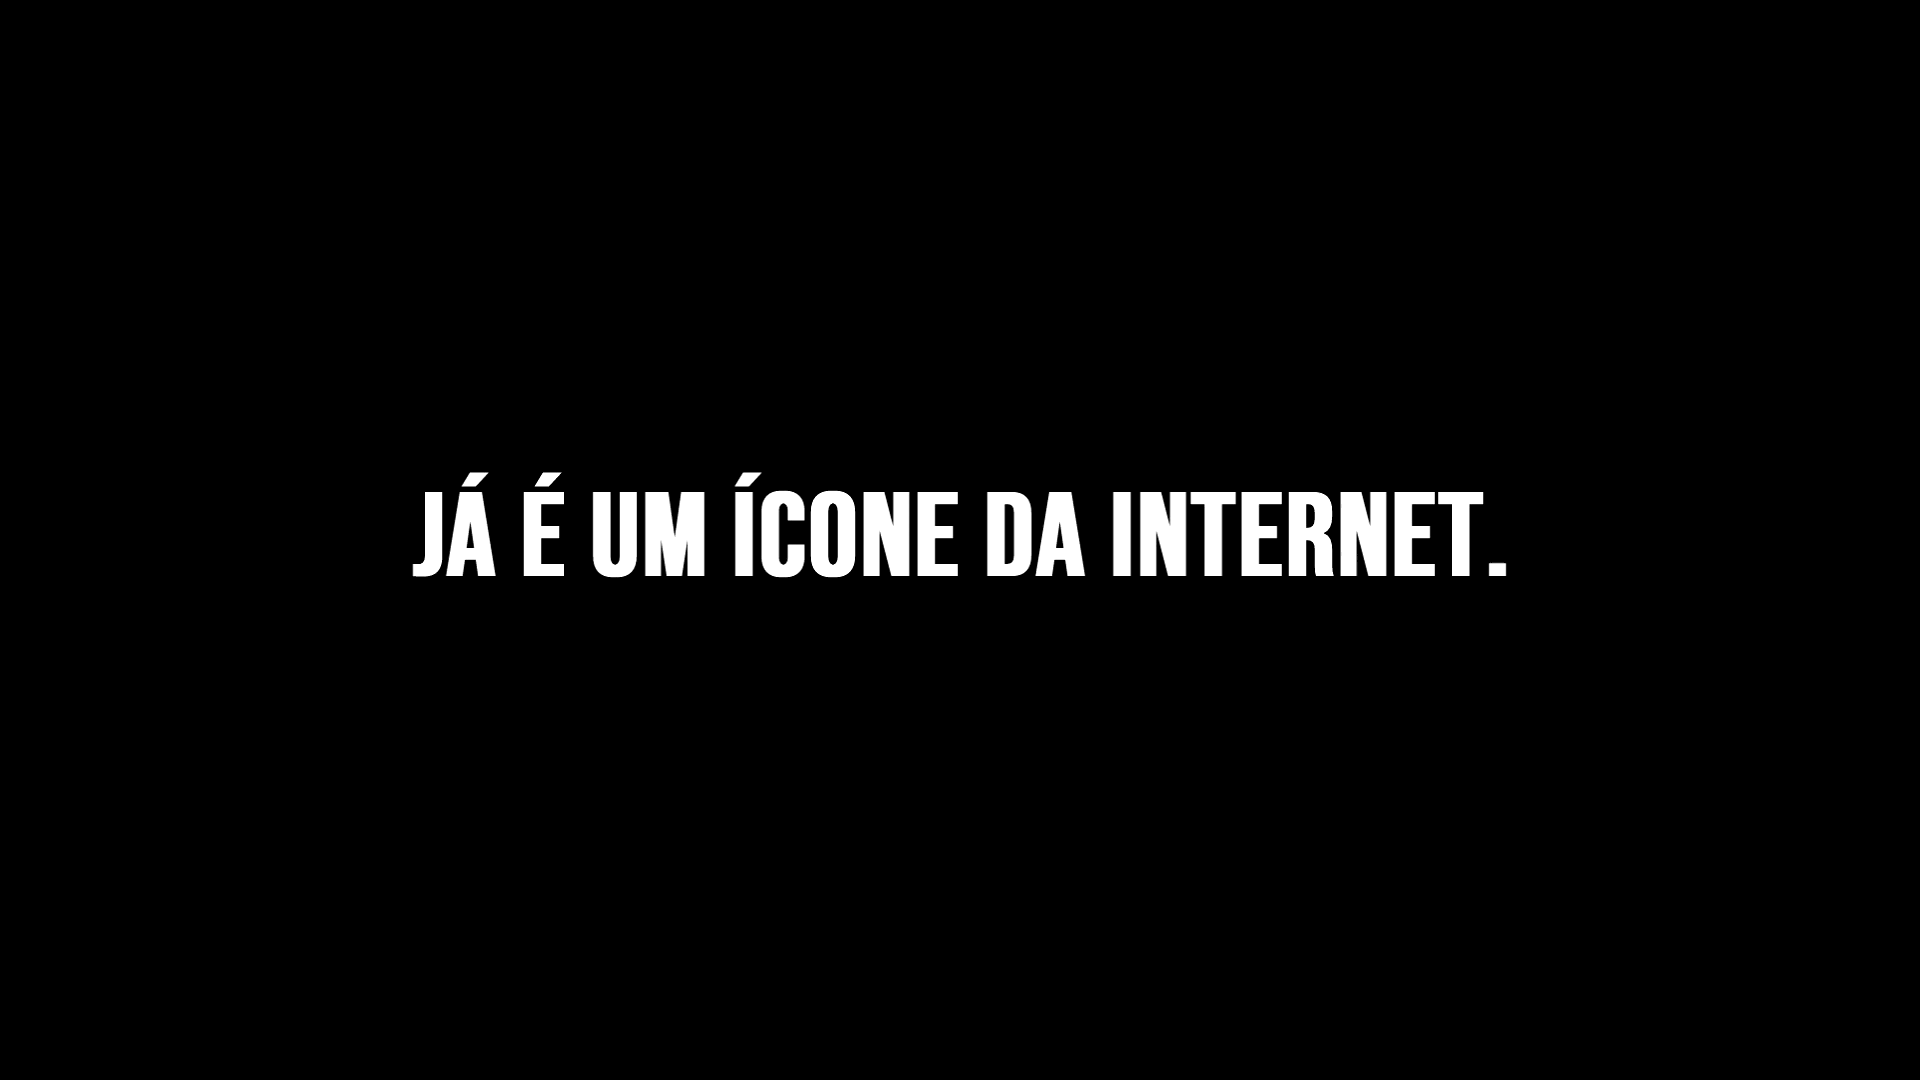 JÁ É UM ÍCONE DA INTERNET.